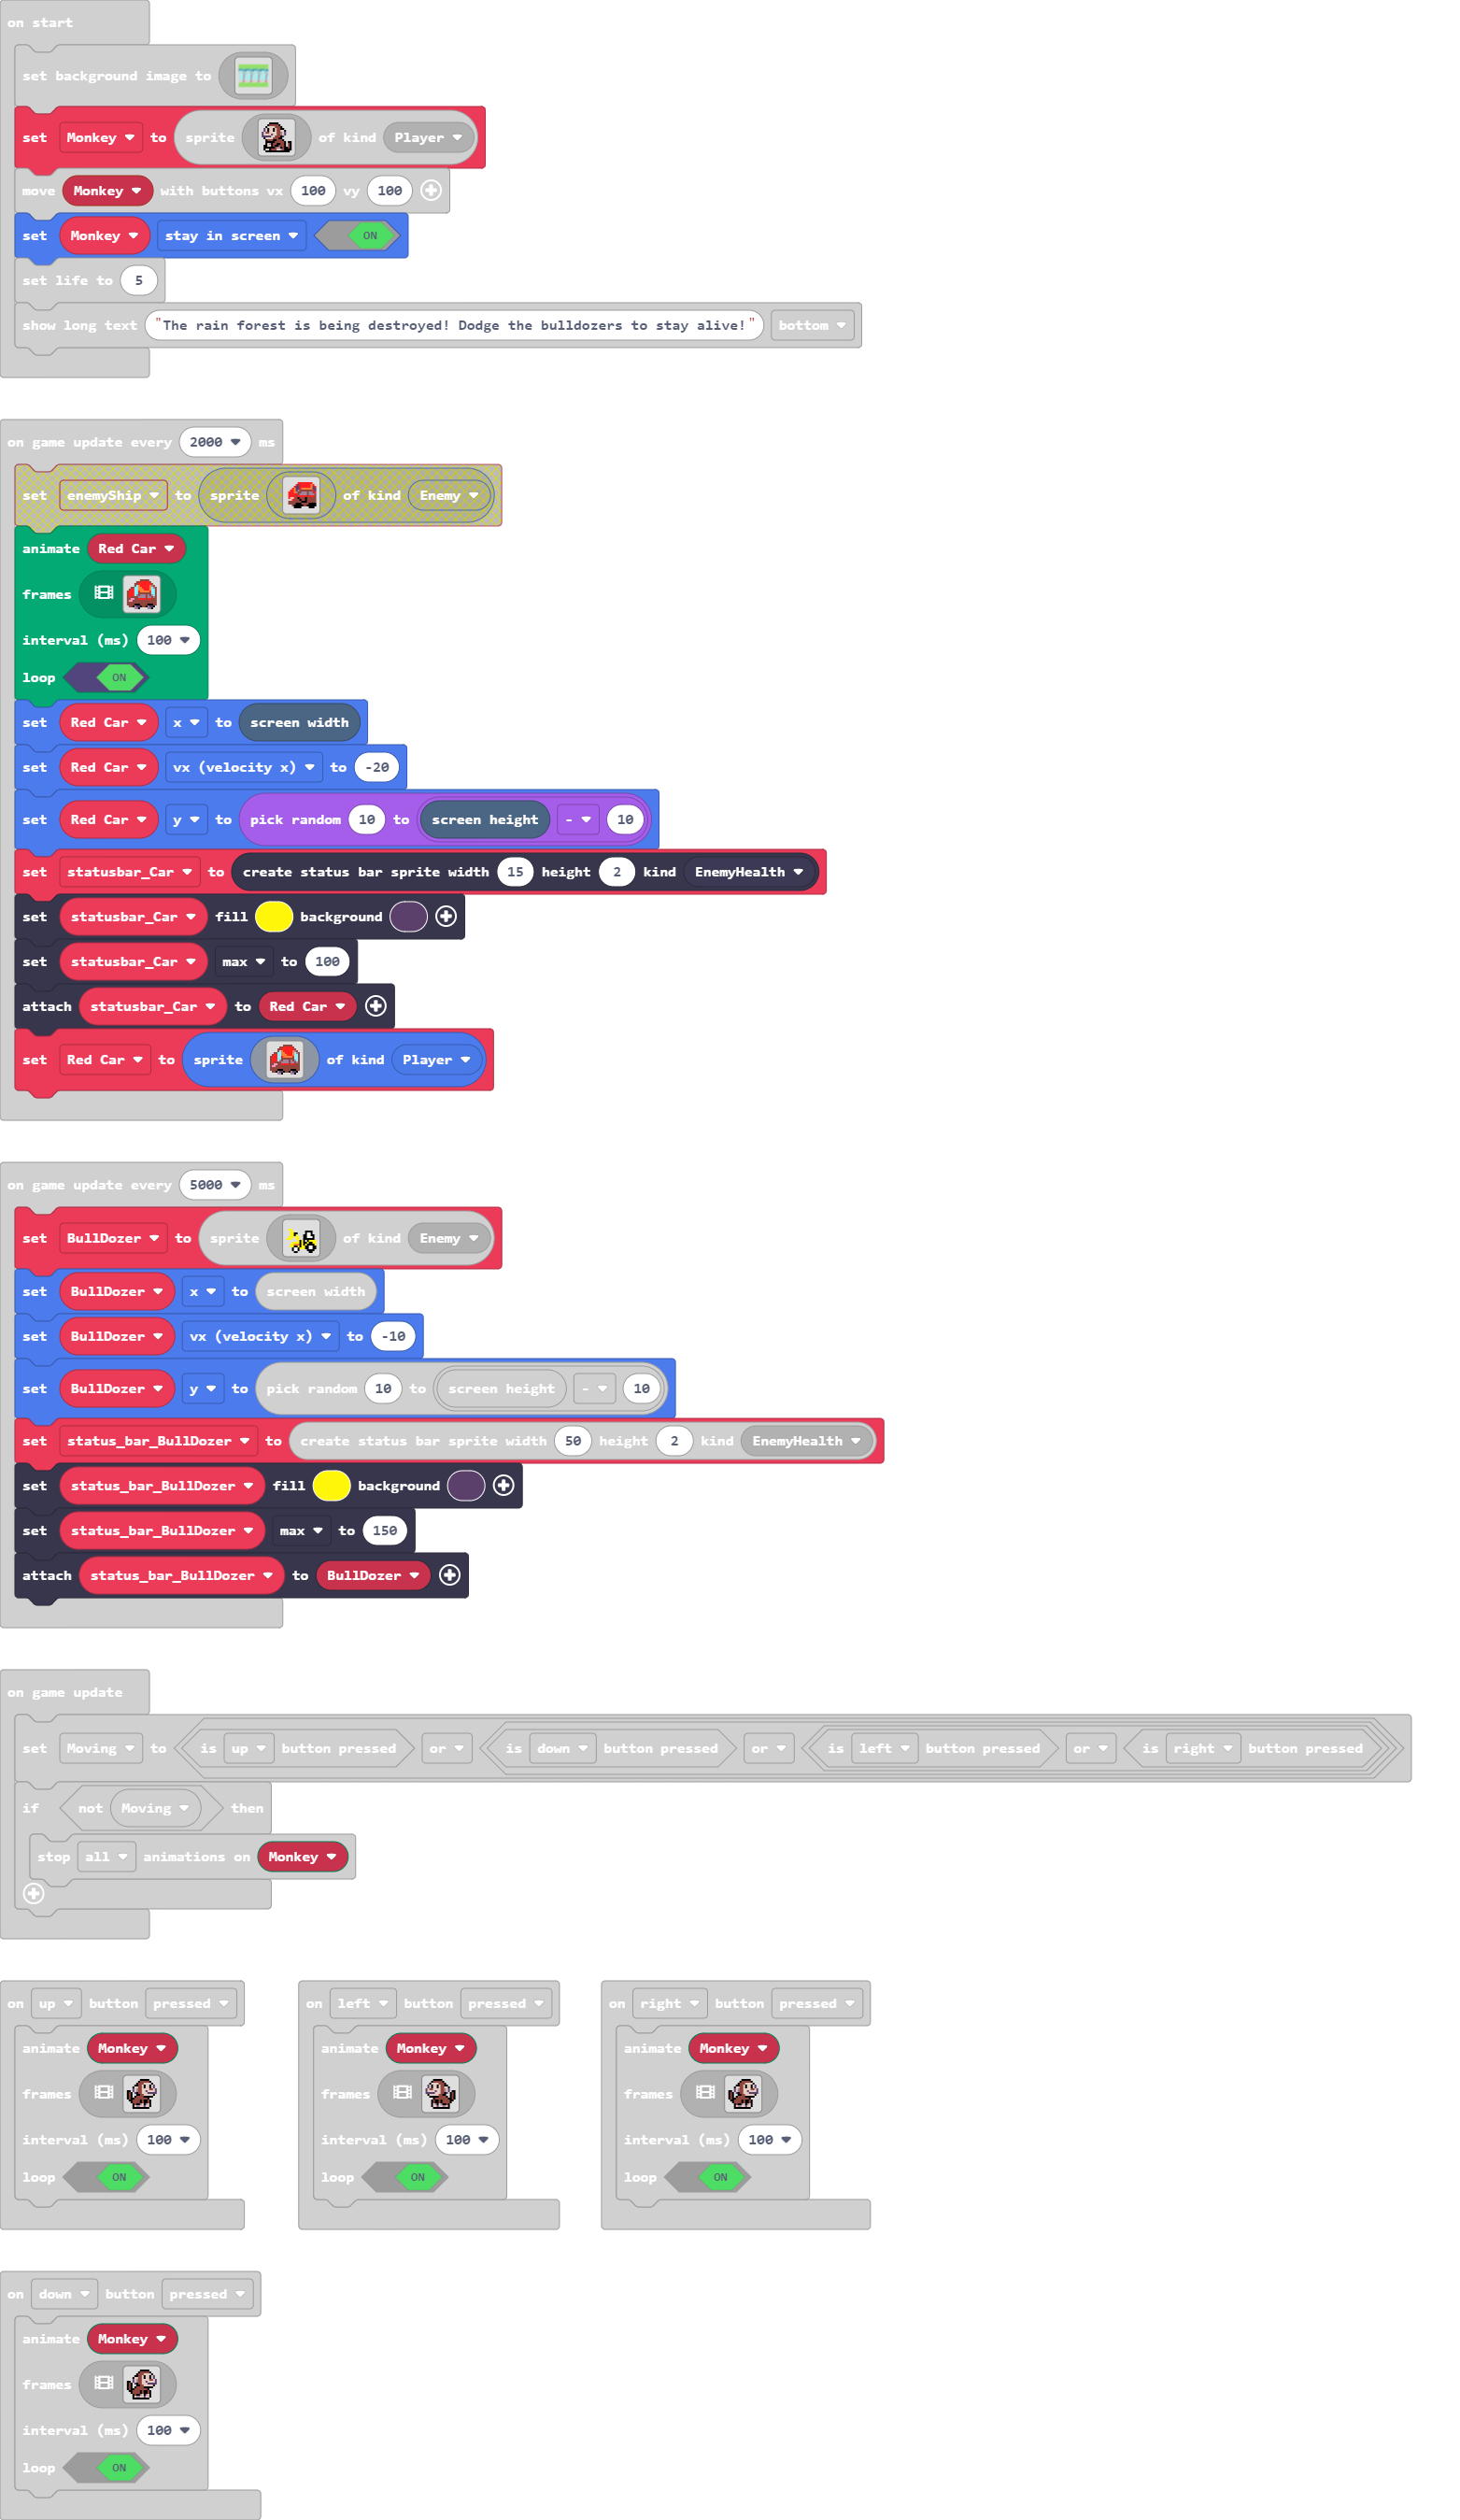 on start
set background image to
set Monkey to sprite of kind Player
move Monkey with buttons vx 100 vy 100
set Monkey stay in screen ON
set life to 5
show long text "The rain forest is being destroyed! Dodge the bulldozers to stay alive!" bottom
on game update every 2000 ms
set enemyShip to sprite of kind Enemy
animate Red Car
frames
interval (ms) 100
loop ON
set Red Car x to screen width
set Red Car vx (velocity x) to -20
set Red Car y to pick random 10 to screen height - 10
set statusbar_Car to create status bar sprite width 15 height 2 kind EnemyHealth
set statusbar_Car fill background
set statusbar_Car max to 100
attach statusbar_Car to Red Car
set Red Car to sprite of kind Player
on game update every 5000 ms
set BullDozer to sprite of kind Enemy
set BullDozer x to screen width
set BullDozer vx (velocity x) to -10
set BullDozer y to pick random 10 to screen height - 10
set status_bar_BullDozer to create status bar sprite width 50 height 2 kind EnemyHealth
set status_bar_BullDozer fill background
set status_bar_BullDozer max to 150
attach status_bar_BullDozer to BullDozer
on game update
set Moving to is up button pressed or is down button pressed or is left button pressed or is right button pressed
if not Moving then
stop all animations on Monkey
on up button pressed
animate Monkey
frames
interval (ms) 100
loop ON
on left button pressed
animate Monkey
frames
interval (ms) 100
loop ON
on right button pressed
animate Monkey
frames
interval (ms) 100
loop ON
on down button pressed
animate Monkey
frames
interval (ms) 100
loop ON